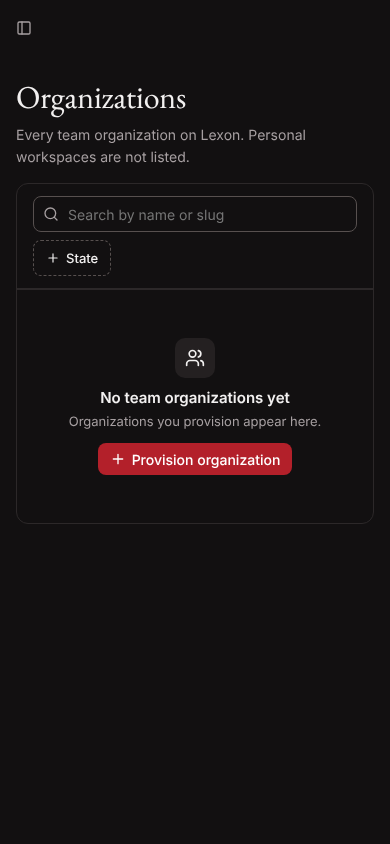 Organizations
Every team organization on Lexon. Personal
workspaces are not listed.
Search by name or slug
State
No team organizations yet
Organizations you provision appear here.
Provision organization